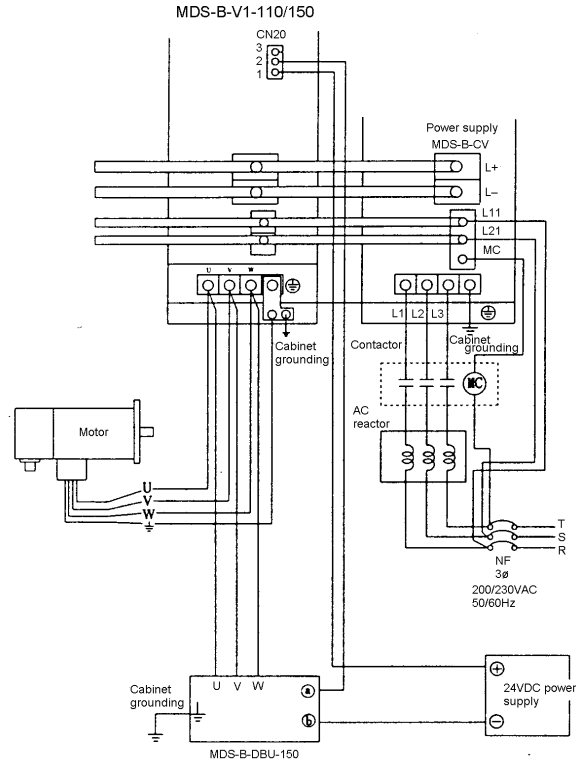 MDS-B-V1-110/150
CN20
3
2
1
Power supply
MDS-B-CV
L+
L–
L11
L21
MC
U V W
L1 L2 L3
Cabinet
grounding
Cabinet
grounding
Contactor
MC
AC
reactor
Motor
U
V
W
T
S
R
NF
3ø
200/230VAC
50/60Hz
U V W
a
b
Cabinet
grounding
24VDC power
supply
MDS-B-DBU-150